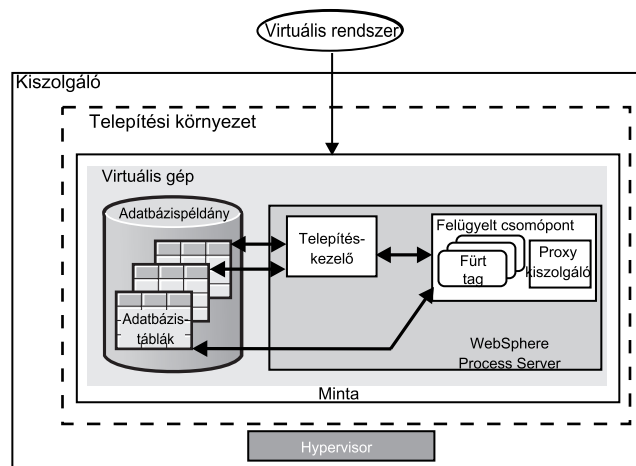 Virtuális rendszer
Kiszolgáló
Telepítési környezet
Virtuális gép
Adatbázispéldány
Adatbázis-
táblák
Telepítés-
kezelő
Felügyelt csomópont
Fürt
tag
Proxy
kiszolgáló
WebSphere
Process Server
Minta
Hypervisor